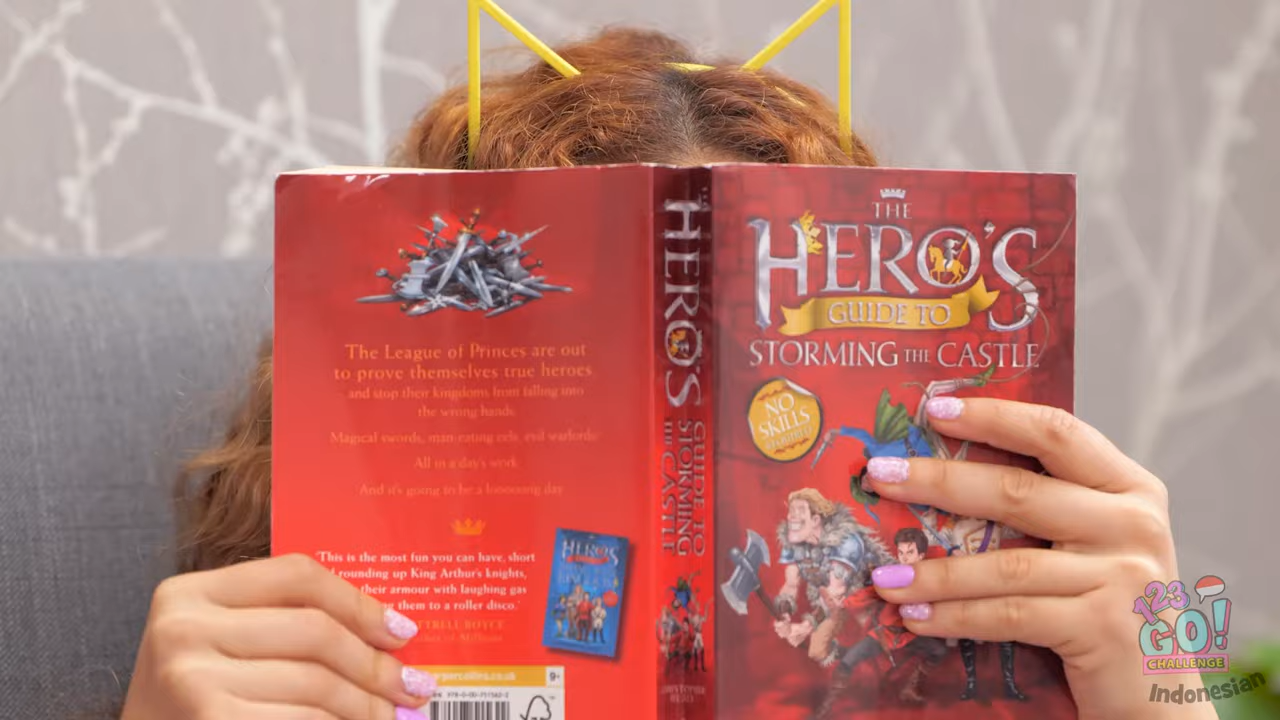 The League of Princes are out
to prove themselves true heroes
and stop their kingdoms from falling into
the wrong hands.
Magical swords, man-eating eels, evil warlords
All in a day's work.
And it's going to be a looooong day
'This is the most fun you can have, short
rounding up King Arthur's knights,
their armour with laughing gas
them to a roller disco.'
HERO'S
9+
THE
HERO'S
GUIDE TO
STORMING
THE CASTLE
THE
HERO'S
GUIDE TO
STORMING THE CASTLE
NO
SKILLS
123
GO!
CHALLENGE
Indonesian